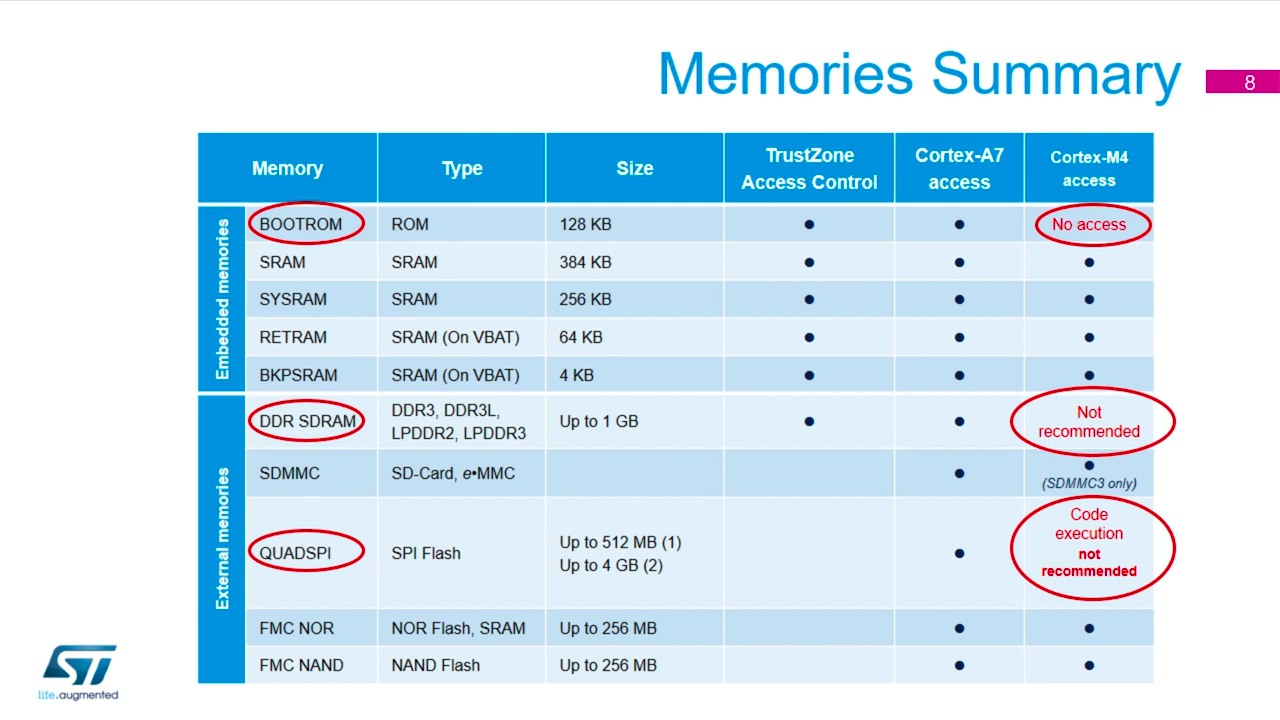 Memories Summary
8
Memory Type Size TrustZone Access Control Cortex-A7 access Cortex-M4 access
Embedded memories
BOOTROM ROM 128 KB ● ● No access
SRAM SRAM 384 KB ● ● ●
SYSRAM SRAM 256 KB ● ● ●
RETRAM SRAM (On VBAT) 64 KB ● ● ●
BKPSRAM SRAM (On VBAT) 4 KB ● ● ●
External memories
DDR SDRAM DDR3, DDR3L, LPDDR2, LPDDR3 Up to 1 GB ● ● Not recommended
SDMMC SD-Card, e•MMC ● ● (SDMMC3 only)
QUADSPI SPI Flash Up to 512 MB (1) Up to 4 GB (2) ● Code execution not recommended
FMC NOR NOR Flash, SRAM Up to 256 MB ● ●
FMC NAND NAND Flash Up to 256 MB ● ●
ST
life.augmented